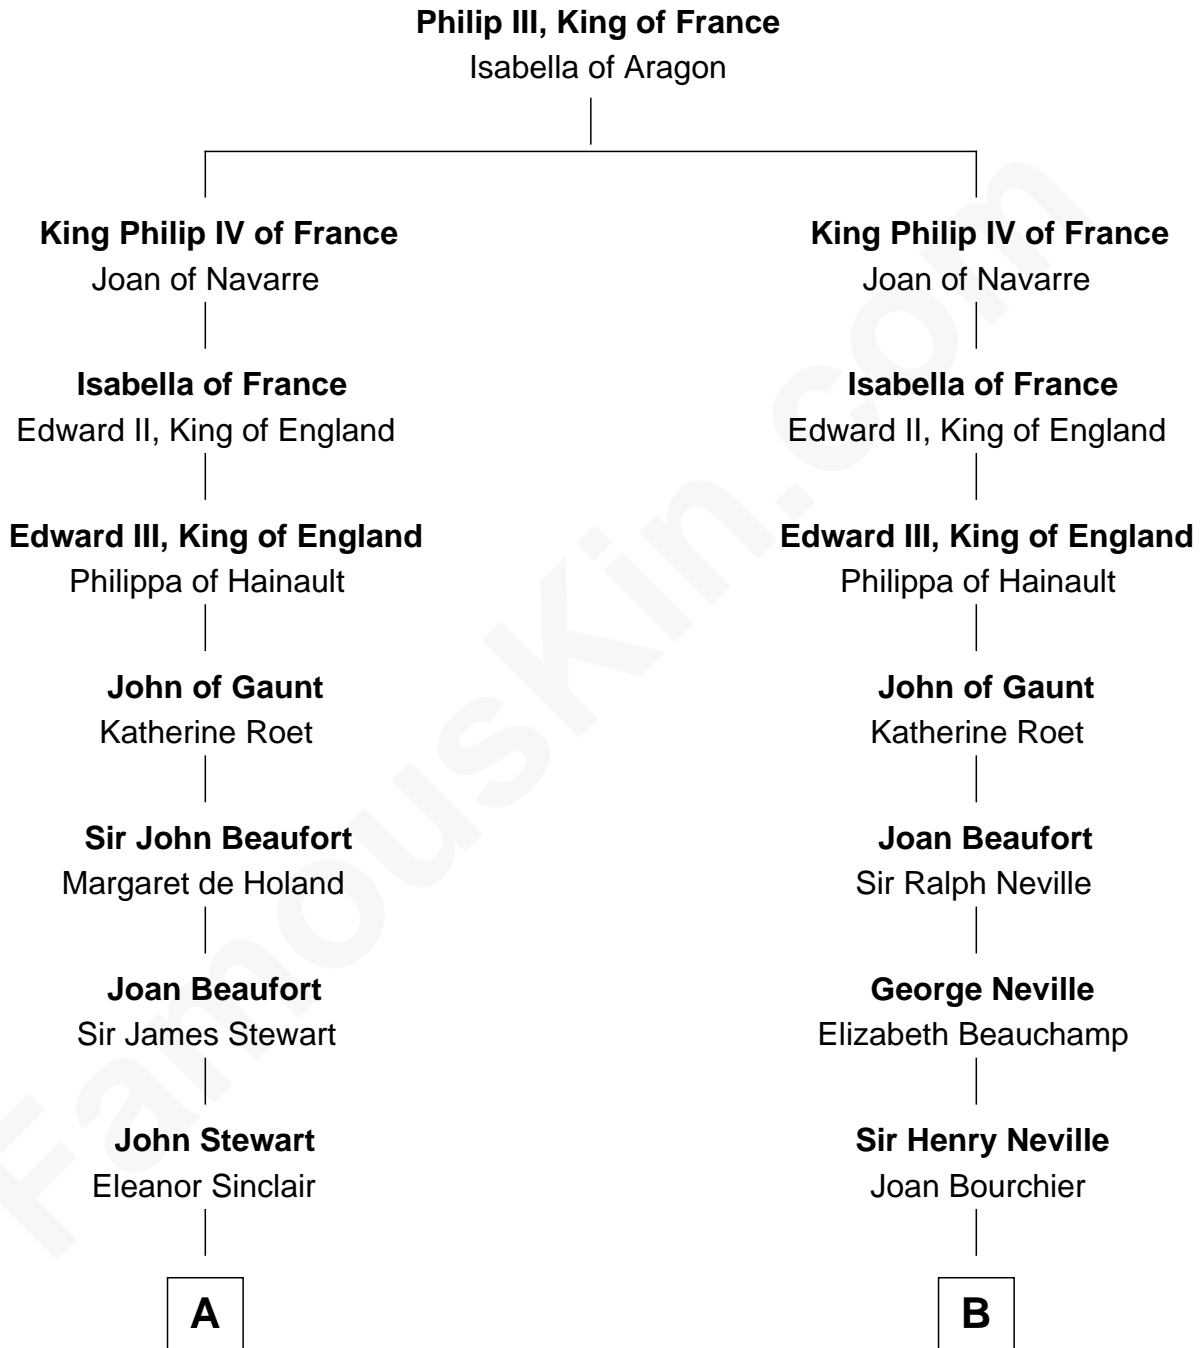 Philip III, King of France
Isabella of Aragon
King Philip IV of France
Joan of Navarre
Isabella of France
Edward II, King of England
Edward III, King of England
Philippa of Hainault
John of Gaunt
Katherine Roet
Sir John Beaufort
Margaret de Holand
Joan Beaufort
Sir James Stewart
John Stewart
Eleanor Sinclair
A
King Philip IV of France
Joan of Navarre
Isabella of France
Edward II, King of England
Edward III, King of England
Philippa of Hainault
John of Gaunt
Katherine Roet
Joan Beaufort
Sir Ralph Neville
George Neville
Elizabeth Beauchamp
Sir Henry Neville
Joan Bourchier
B
FamousKin.com